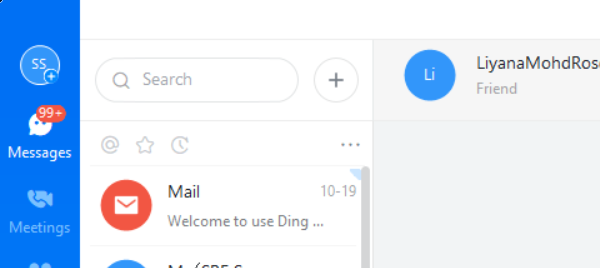 SS
99+
Messages
Meetings
Search
Mail
10-19
Welcome to use Ding ...
Li
LiyanaMohdRos
Friend